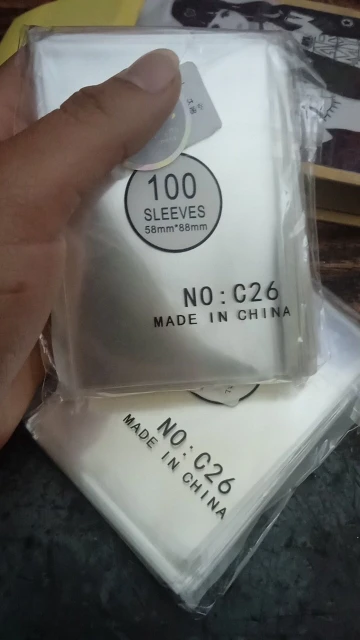 100
SLEEVES
58mm*88mm
NO:C26
MADE IN CHINA
NO:C26
MADE IN CHINA